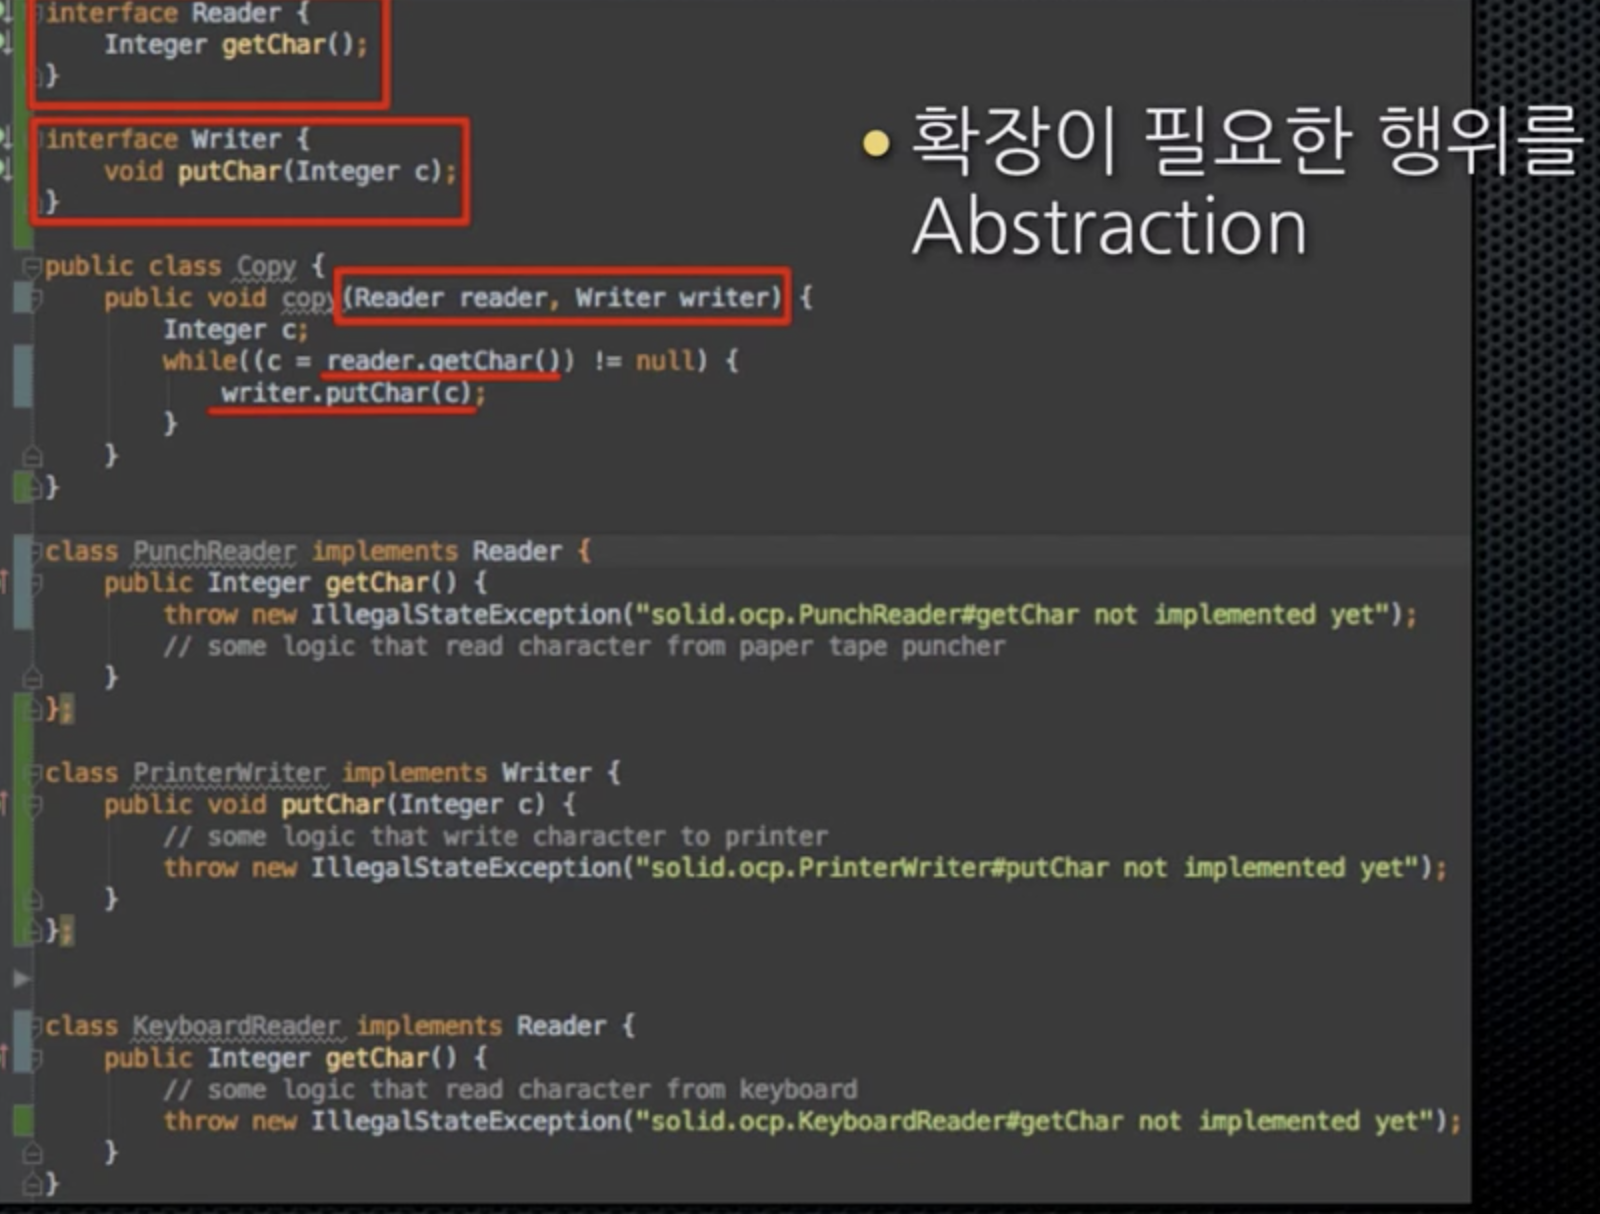 interface Reader {
    Integer getChar();
}
interface Writer {
    void putChar(Integer c);
}
• 확장이 필요한 행위를
Abstraction
public class Copy {
    public void copy(Reader reader, Writer writer) {
        Integer c;
        while((c = reader.getChar()) != null) {
            writer.putChar(c);
        }
    }
}
class PunchReader implements Reader {
    public Integer getChar() {
        throw new IllegalStateException("solid.ocp.PunchReader#getChar not implemented yet");
        // some logic that read character from paper tape puncher
    }
};
class PrinterWriter implements Writer {
    public void putChar(Integer c) {
        // some logic that write character to printer
        throw new IllegalStateException("solid.ocp.PrinterWriter#putChar not implemented yet");
    }
};
class KeyboardReader implements Reader {
    public Integer getChar() {
        // some logic that read character from keyboard
        throw new IllegalStateException("solid.ocp.KeyboardReader#getChar not implemented yet");
    }
}